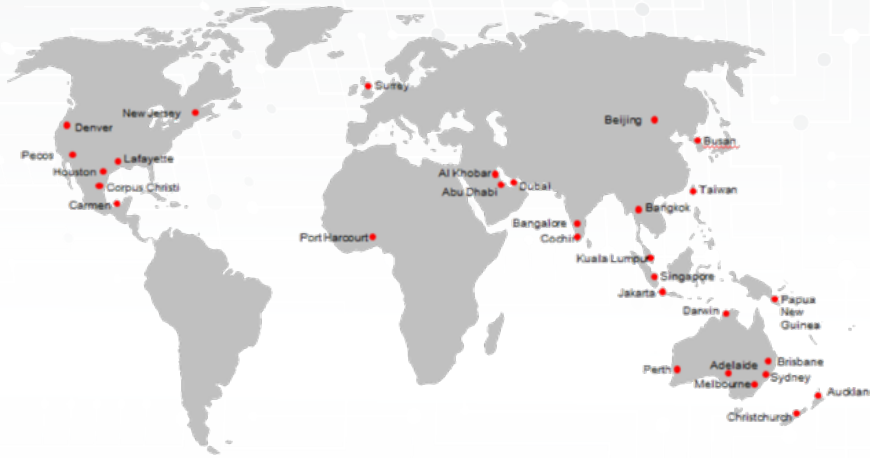 Surrey
New Jersey
Denver
Beijing
Busan
Pecos
Lafayette
Houston
Al Khobar
Corpus Christi
Abu Dhabi
Dubai
Taiwan
Carmen
Bangkok
Bangalore
Port Harcourt
Cochin
Kuala Lumpur
Singapore
Jakarta
Papua
New
Guinea
Darwin
Brisbane
Adelaide
Perth
Sydney
Melbourne
Aucklan
Christchurch